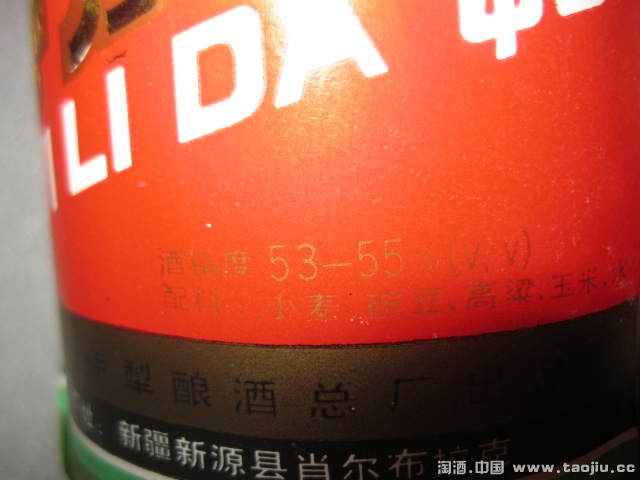 ILI DA
酒精度 53—55%(V/V)
配料：小麦、豌豆、高粱、玉米、水
伊犁酿酒总厂 出品
址：新疆新源县肖尔布拉克
淘酒.中国 www.taojiu.cc